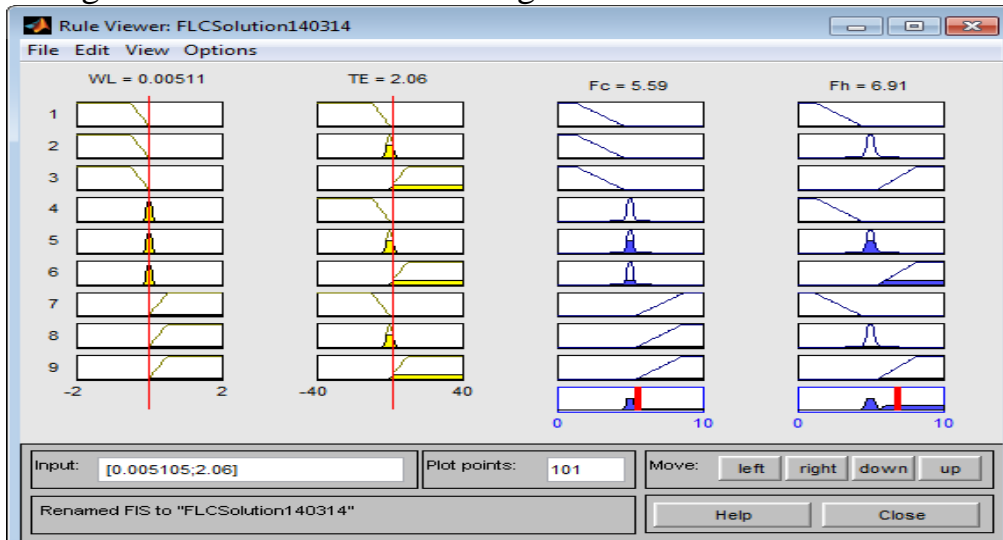 Rule Viewer: FLCSolution140314
File Edit View Options
WL = 0.00511 TE = 2.06 Fc = 5.59 Fh = 6.91
1
2
3
4
5
6
7
8
9
-2 2 -40 40
0 10 0 10
Input: [0.005105;2.06] Plot points: 101 Move: left right down up
Renamed FIS to "FLCSolution140314" Help Close